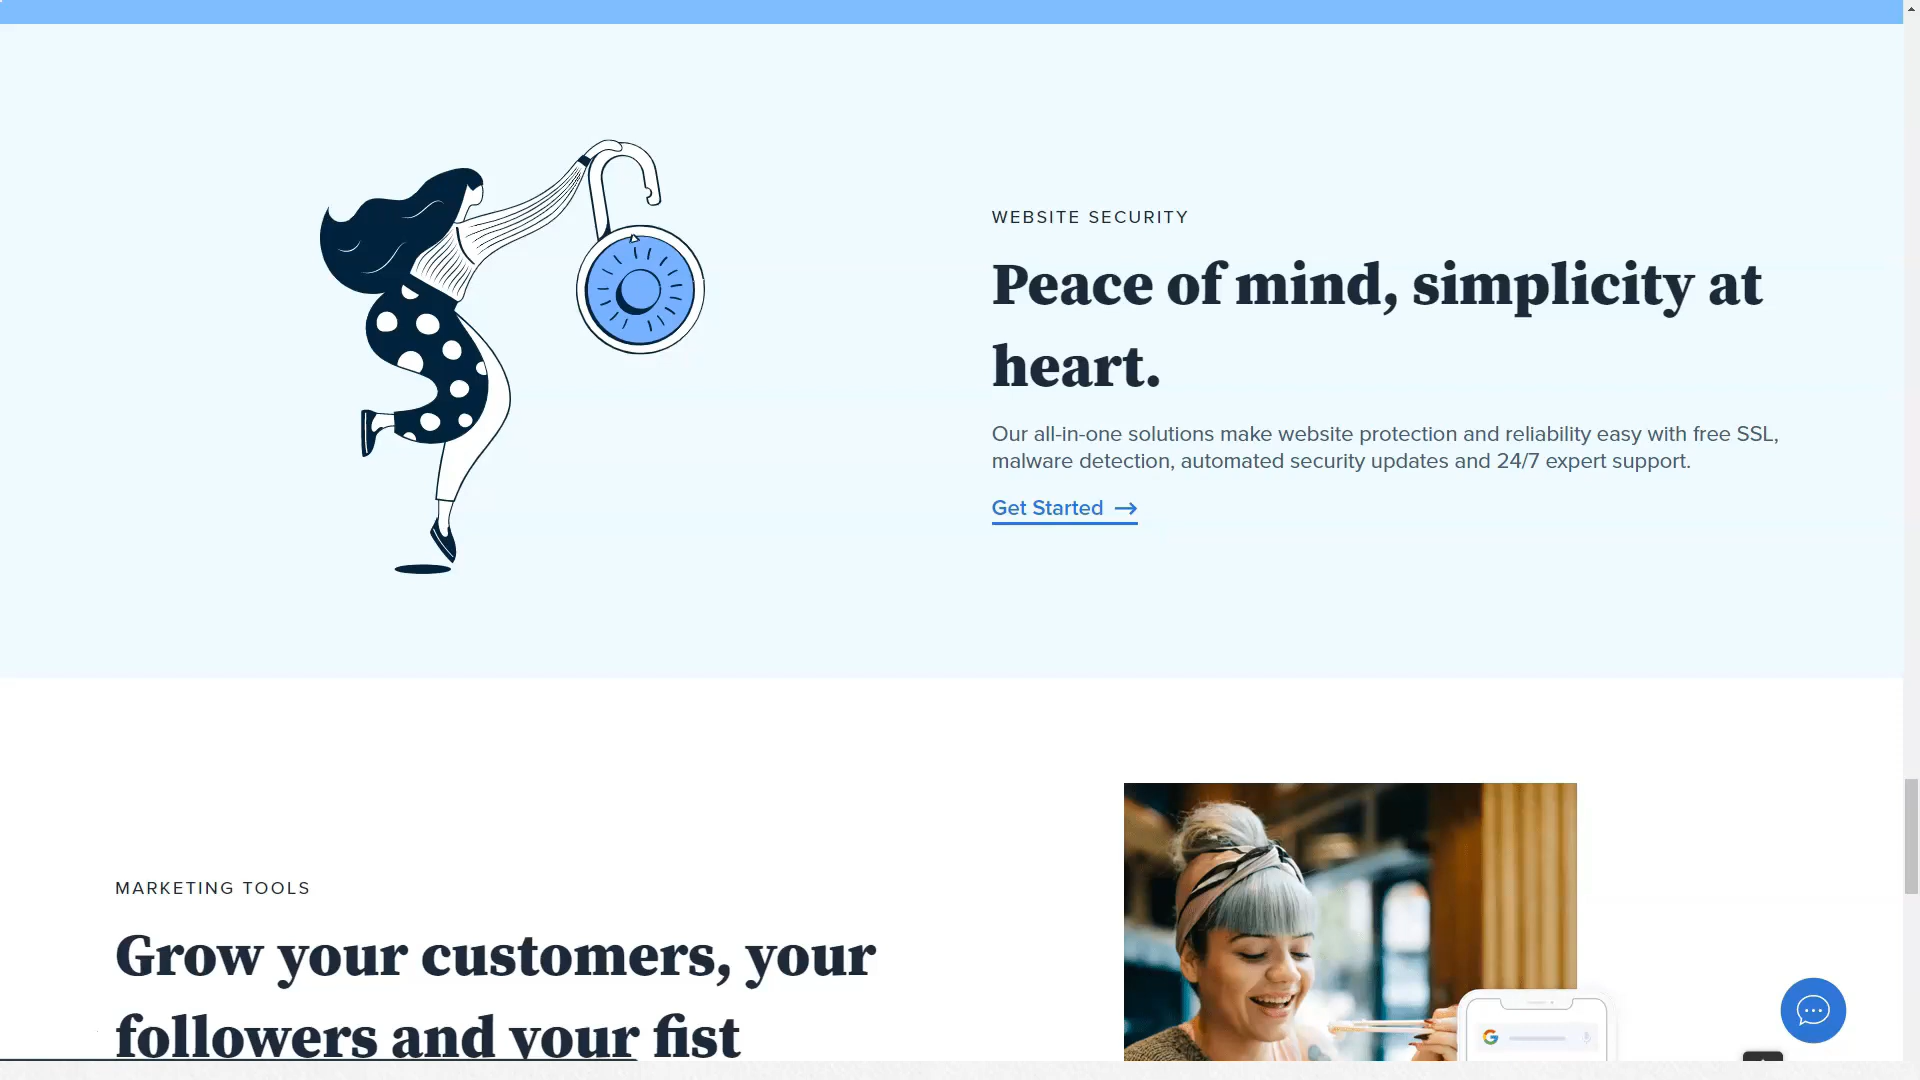 WEBSITE SECURITY
Peace of mind, simplicity at
heart.
Our all-in-one solutions make website protection and reliability easy with free SSL,
malware detection, automated security updates and 24/7 expert support.
Get Started
MARKETING TOOLS
Grow your customers, your
followers and your fist